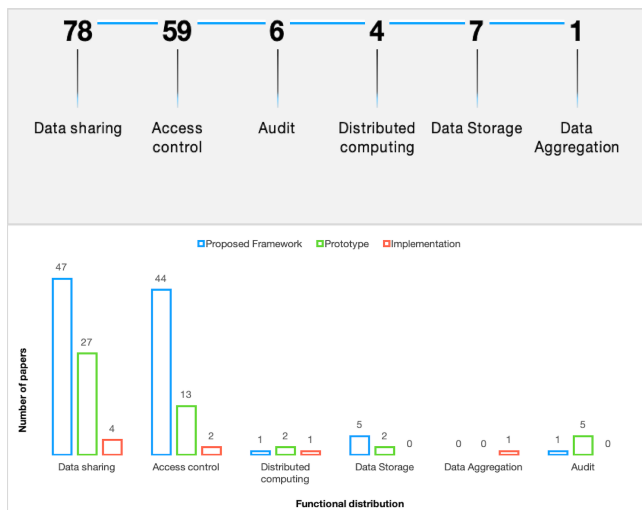 78 59 6 4 7 1
Data sharing Access control Audit Distributed computing Data Storage Data Aggregation
Proposed Framework Prototype Implementation
47 27 4 44 13 2 1 2 1 5 2 0 0 0 1 1 5 0
Number of papers
Data sharing Access control Distributed computing Data Storage Data Aggregation Audit
Functional distribution